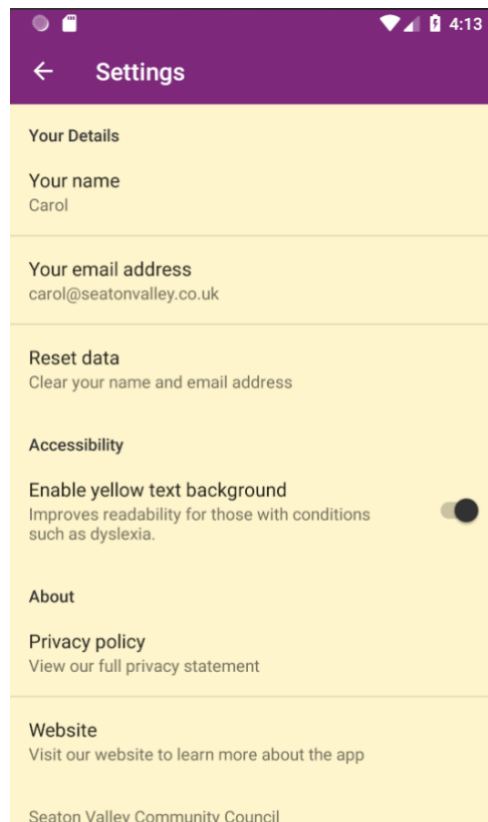 4:13
Settings
Your Details
Your name
Carol
Your email address
carol@seatonvalley.co.uk
Reset data
Clear your name and email address
Accessibility
Enable yellow text background
Improves readability for those with conditions
such as dyslexia.
About
Privacy policy
View our full privacy statement
Website
Visit our website to learn more about the app
Seaton Valley Community Council